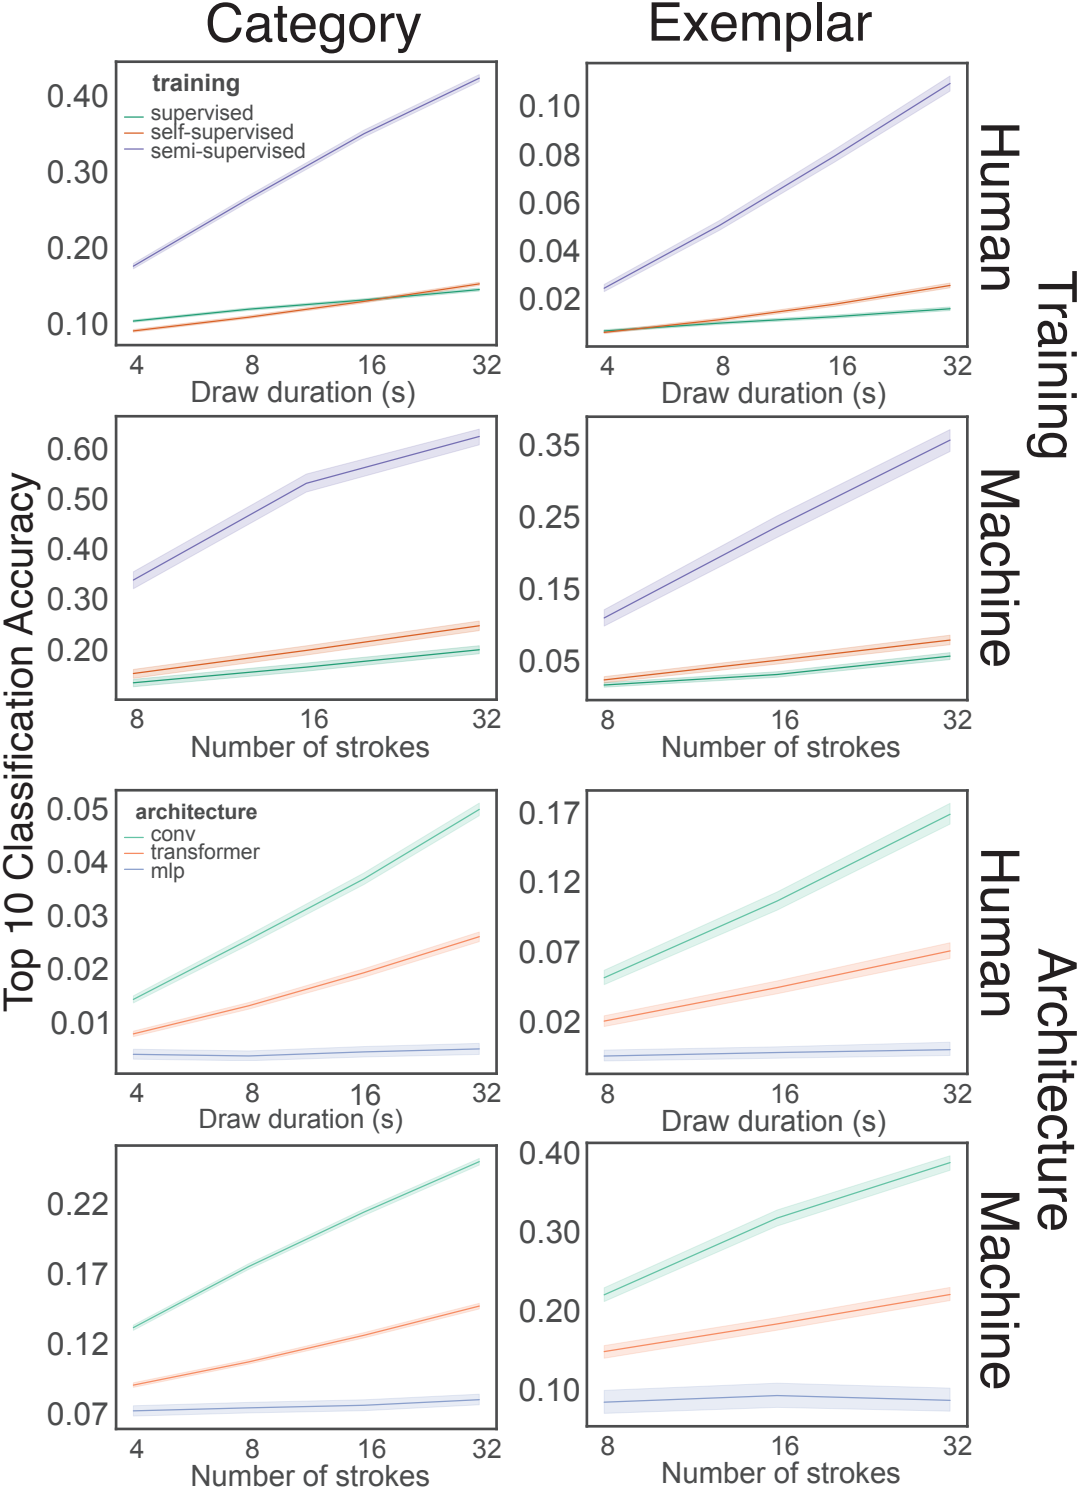 Category
Exemplar
training
supervised
self-supervised
semi-supervised
0.40
0.30
0.20
0.10
4 8 16 32
Draw duration (s)
0.10
0.08
0.06
0.04
0.02
4 8 16 32
Draw duration (s)
Human
Training
0.60
0.50
0.40
0.30
0.20
8 16 32
Number of strokes
0.35
0.25
0.15
0.05
8 16 32
Number of strokes
Machine
Top 10 Classification Accuracy
architecture
conv
transformer
mlp
0.05
0.04
0.03
0.02
0.01
4 8 16 32
Draw duration (s)
0.17
0.12
0.07
0.02
8 16 32
Draw duration (s)
Human
Architecture
0.22
0.17
0.12
0.07
4 8 16 32
Number of strokes
0.40
0.30
0.20
0.10
8 16 32
Number of strokes
Machine